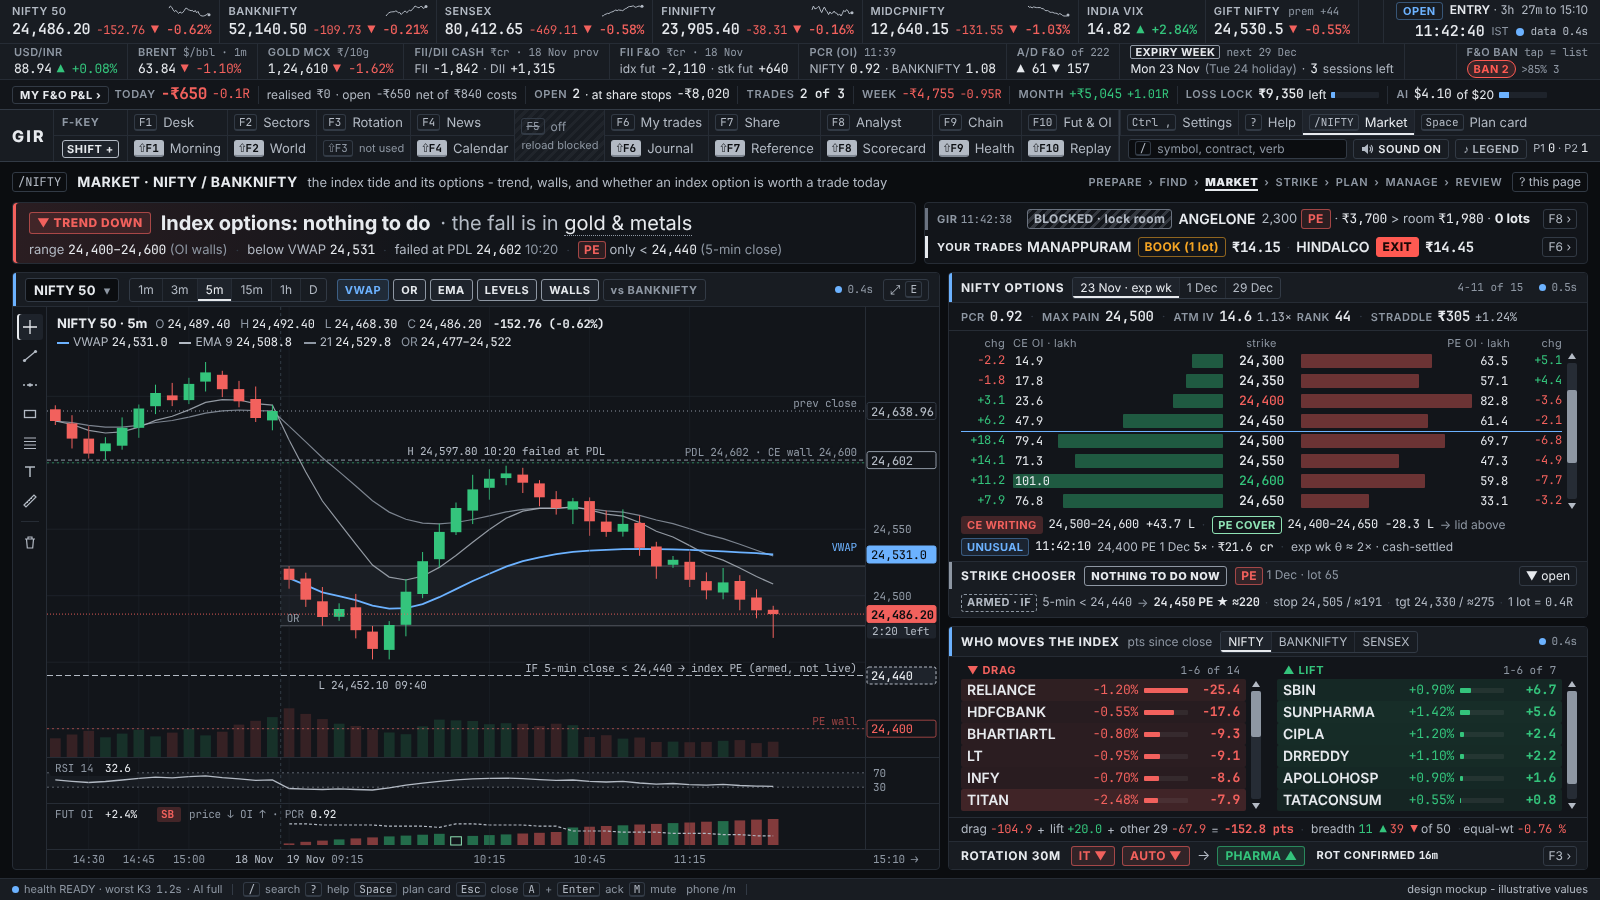 NIFTY 50 BANKNIFTY SENSEX FINNIFTY MIDCPNIFTY INDIA VIX GIFT NIFTY prem +44 OPEN ENTRY · 3h 27m to 15:10
24,486.20 -152.76 ▼ -0.62% 52,140.50 -109.73 ▼ -0.21% 80,412.65 -469.11 ▼ -0.58% 23,905.40 -38.31 ▼ -0.16% 12,016.40 -131.55 ▼ -1.03% 14.82 ▲ +2.84% 24,530.5 ▼ -0.55% 11:42:40 IST ● data 0.4s
USD/INR BRENT $/bbl · 1m GOLD MCX ₹/10g FII/DII CASH ₹cr · 18 Nov prov FII F&O ₹cr · 18 Nov PCR (OI) 11:39 A/D F&O of 222 EXPIRY WEEK next 29 Dec F&O BAN tap = list
88.94 ▲ +0.08% 63.84 ▼ -1.10% 1,24,610 ▼ -1.62% FII -1,842 · DII +1,315 idx fut -2,110 · stk fut +640 NIFTY 0.92 · BANKNIFTY 1.08 ▲ 61 ▼ 157 Mon 23 Nov (Tue 24 holiday) · 3 sessions left BAN 2 >85% 3
MY F&O P&L › TODAY -₹650 -0.1R realised ₹0 · open -₹650 net of ₹840 costs OPEN 2 · at share stops -₹8,020 TRADES 2 of 3 WEEK -₹4,755 -0.95R MONTH +₹5,045 +1.01R LOSS LOCK ₹9,350 left AI $4.10 of $20
GIR F-KEY F1 Desk F2 Sectors F3 Rotation F4 News F5 off F6 My trades F7 Share F8 Analyst F9 Chain F10 Fut & OI Ctrl , Settings ? Help /NIFTY Market Space Plan card
SHIFT + ⇧F1 Morning ⇧F2 World ⇧F3 not used ⇧F4 Calendar reload blocked ⇧F6 Journal ⇧F7 Reference ⇧F8 Scorecard ⇧F9 Health ⇧F10 Replay / symbol, contract, verb SOUND ON ♪ LEGEND P1 0 · P2 1
/NIFTY MARKET · NIFTY / BANKNIFTY the index tide and its options - trend, walls, and whether an index option is worth a trade today PREPARE › FIND › MARKET › STRIKE › PLAN › MANAGE › REVIEW ? this page
▼ TREND DOWN Index options: nothing to do · the fall is in gold & metals
range 24,400–24,600 (OI walls) · below VWAP 24,531 · failed at PDL 24,602 10:20 · PE only < 24,440 (5-min close)
GIR 11:42:38 BLOCKED · lock room ANGELONE 2,300 PE · ₹3,700 > room ₹1,980 · 0 lots F8 ›
YOUR TRADES MANAPPURAM BOOK (1 lot) ₹14.15 HINDALCO EXIT ₹14.45 F6 ›
NIFTY 50 ▾ 1m 3m 5m 15m 1h D VWAP OR EMA LEVELS WALLS vs BANKNIFTY ● 0.4s E
NIFTY 50 · 5m O 24,489.40 H 24,492.40 L 24,468.30 C 24,486.20 -152.76 (-0.62%)
VWAP 24,531.0 EMA 9 24,508.8 21 24,529.8 OR 24,477–24,522
prev close 24,638.96
H 24,597.80 10:20 failed at PDL PDL 24,602 · CE wall 24,600 24,602
24,550
VWAP 24,531.0
24,500
OR 24,486.20
2:20 left
IF 5-min close < 24,440 → index PE (armed, not live) 24,440
L 24,452.10 09:40
PE wall 24,400
RSI 14 32.6 70
30
FUT OI +2.4% SB price ↓ OI ↑ · PCR 0.92
14:30 14:45 15:00 18 Nov 19 Nov 09:15 10:15 10:45 11:15 15:10 →
NIFTY OPTIONS 23 Nov · exp wk 1 Dec 29 Dec 4-11 of 15 ● 0.5s
PCR 0.92 · MAX PAIN 24,500 · ATM IV 14.6 1.13× RANK 44 · STRADDLE ₹305 ±1.24%
chg CE OI · lakh strike PE OI · lakh chg
-2.2 14.9 24,300 63.5 +5.1
-1.8 17.8 24,350 57.1 +4.4
+3.1 23.6 24,400 82.8 -3.6
+6.2 47.9 24,450 61.4 -2.1
+18.4 79.4 24,500 69.7 -6.8
+14.1 71.3 24,550 47.3 -4.9
+11.2 101.0 24,600 59.8 -7.7
+7.9 76.8 24,650 33.1 -3.2
CE WRITING 24,500–24,600 +43.7 L · PE COVER 24,400–24,650 -28.3 L → lid above
UNUSUAL 11:42:10 24,400 PE 1 Dec 5× · ₹21.6 cr · exp wk θ ≈ 2× · cash-settled
STRIKE CHOOSER NOTHING TO DO NOW PE 1 Dec · lot 65 ▼ open
ARMED · IF 5-min < 24,440 → 24,450 PE ★ ≈220 · stop 24,505 / ≈191 · tgt 24,330 / ≈275 · 1 lot = 0.4R
WHO MOVES THE INDEX pts since close NIFTY BANKNIFTY SENSEX ● 0.4s
▼ DRAG 1-6 of 14 ▲ LIFT 1-6 of 7
RELIANCE -1.20% -25.4 SBIN +0.90% +6.7
HDFCBANK -0.55% -17.6 SUNPHARMA +1.42% +5.6
BHARTIARTL -0.80% -9.3 CIPLA +1.20% +2.4
LT -0.95% -9.1 DRREDDY +1.10% +2.2
INFY -0.70% -8.6 APOLLOHOSP +0.90% +1.6
TITAN -2.48% -7.9 TATACONSUM +0.55% +0.8
drag -104.9 + lift +20.0 + other 29 -67.9 = -152.8 pts · breadth 11 ▲ 39 ▼ of 50 · equal-wt -0.76 %
ROTATION 30M IT ▼ AUTO ▼ → PHARMA ▲ ROT CONFIRMED 16m F3 ›
● health READY · worst K3 1.2s · AI full / search ? help Space plan card Esc close A + Enter ack M mute phone /m design mockup - illustrative values